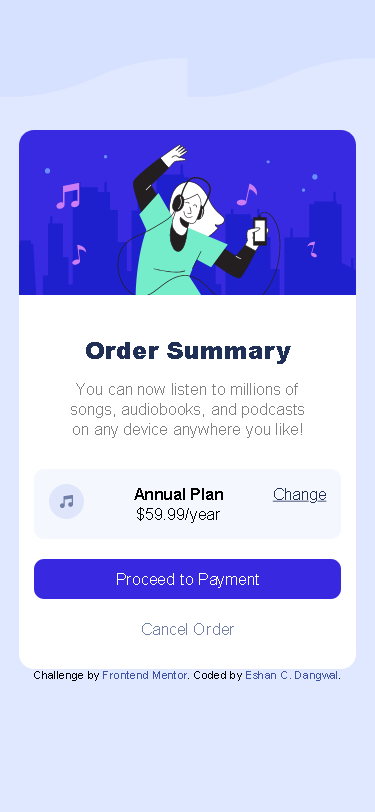 Order Summary
You can now listen to millions of
songs, audiobooks, and podcasts
on any device anywhere you like!
Annual Plan
Change
$59.99/year
Proceed to Payment
Cancel Order
Challenge by Frontend Mentor. Coded by Eshan C. Dangwal.